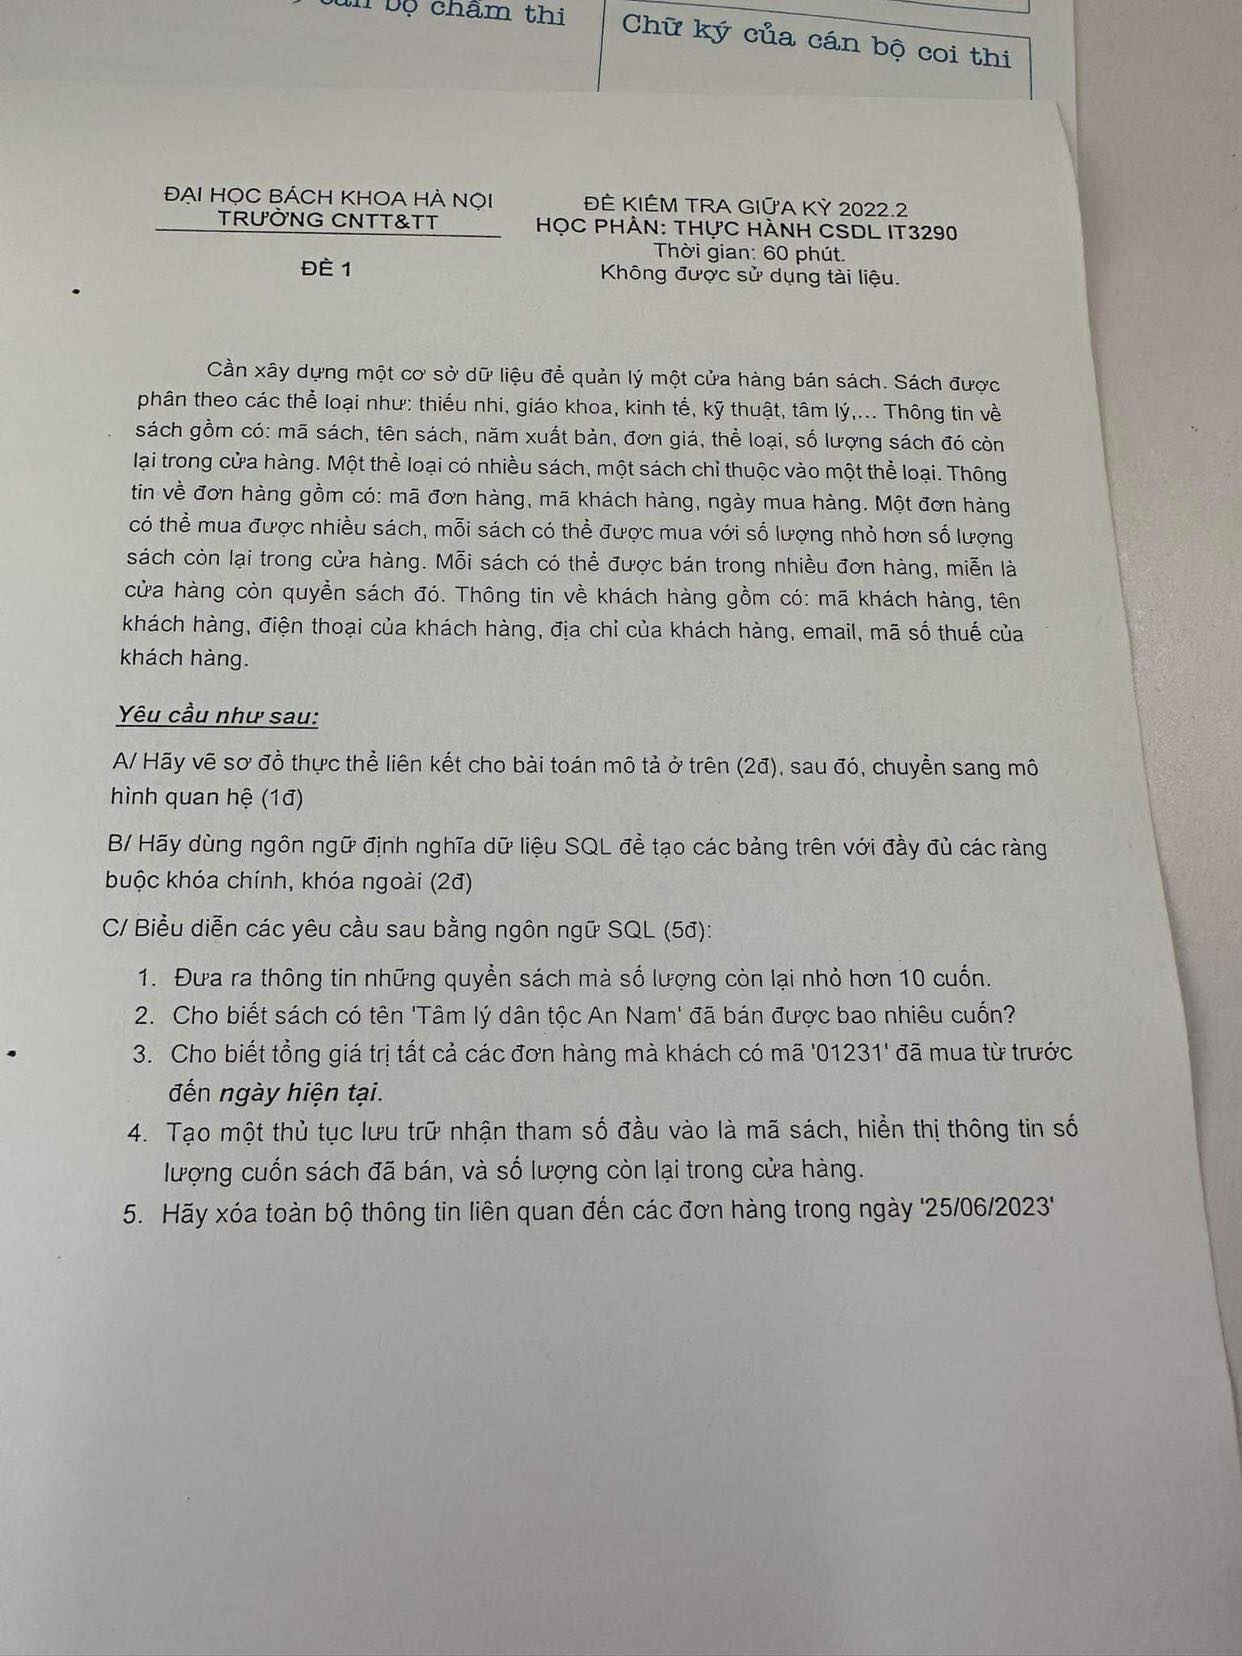 cán bộ chấm thi
Chữ ký của cán bộ coi thi
ĐẠI HỌC BÁCH KHOA HÀ NỘI
TRƯỜNG CNTT&TT
ĐỀ 1
ĐỀ KIỂM TRA GIỮA KỲ 2022.2
HỌC PHẦN: THỰC HÀNH CSDL IT3290
Thời gian: 60 phút.
Không được sử dụng tài liệu.
Cần xây dựng một cơ sở dữ liệu để quản lý một cửa hàng bán sách. Sách được
phân theo các thể loại như: thiếu nhi, giáo khoa, kinh tế, kỹ thuật, tâm lý,... Thông tin về
sách gồm có: mã sách, tên sách, năm xuất bản, đơn giá, thể loại, số lượng sách đó còn
lại trong cửa hàng. Một thể loại có nhiều sách, một sách chỉ thuộc vào một thể loại. Thông
tin về đơn hàng gồm có: mã đơn hàng, mã khách hàng, ngày mua hàng. Một đơn hàng
có thể mua được nhiều sách, mỗi sách có thể được mua với số lượng nhỏ hơn số lượng
sách còn lại trong cửa hàng. Mỗi sách có thể được bán trong nhiều đơn hàng, miễn là
cửa hàng còn quyển sách đó. Thông tin về khách hàng gồm có: mã khách hàng, tên
khách hàng, điện thoại của khách hàng, địa chỉ của khách hàng, email, mã số thuế của
khách hàng.
Yêu cầu như sau:
A/ Hãy vẽ sơ đồ thực thể liên kết cho bài toán mô tả ở trên (2đ), sau đó, chuyển sang mô
hình quan hệ (1đ)
B/ Hãy dùng ngôn ngữ định nghĩa dữ liệu SQL để tạo các bảng trên với đầy đủ các ràng
buộc khóa chính, khóa ngoài (2đ)
C/ Biểu diễn các yêu cầu sau bằng ngôn ngữ SQL (5đ):
1. Đưa ra thông tin những quyển sách mà số lượng còn lại nhỏ hơn 10 cuốn.
2. Cho biết sách có tên 'Tâm lý dân tộc An Nam' đã bán được bao nhiêu cuốn?
3. Cho biết tổng giá trị tất cả các đơn hàng mà khách có mã '01231' đã mua từ trước
đến ngày hiện tại.
4. Tạo một thủ tục lưu trữ nhận tham số đầu vào là mã sách, hiển thị thông tin số
lượng cuốn sách đã bán, và số lượng còn lại trong cửa hàng.
5. Hãy xóa toàn bộ thông tin liên quan đến các đơn hàng trong ngày '25/06/2023'